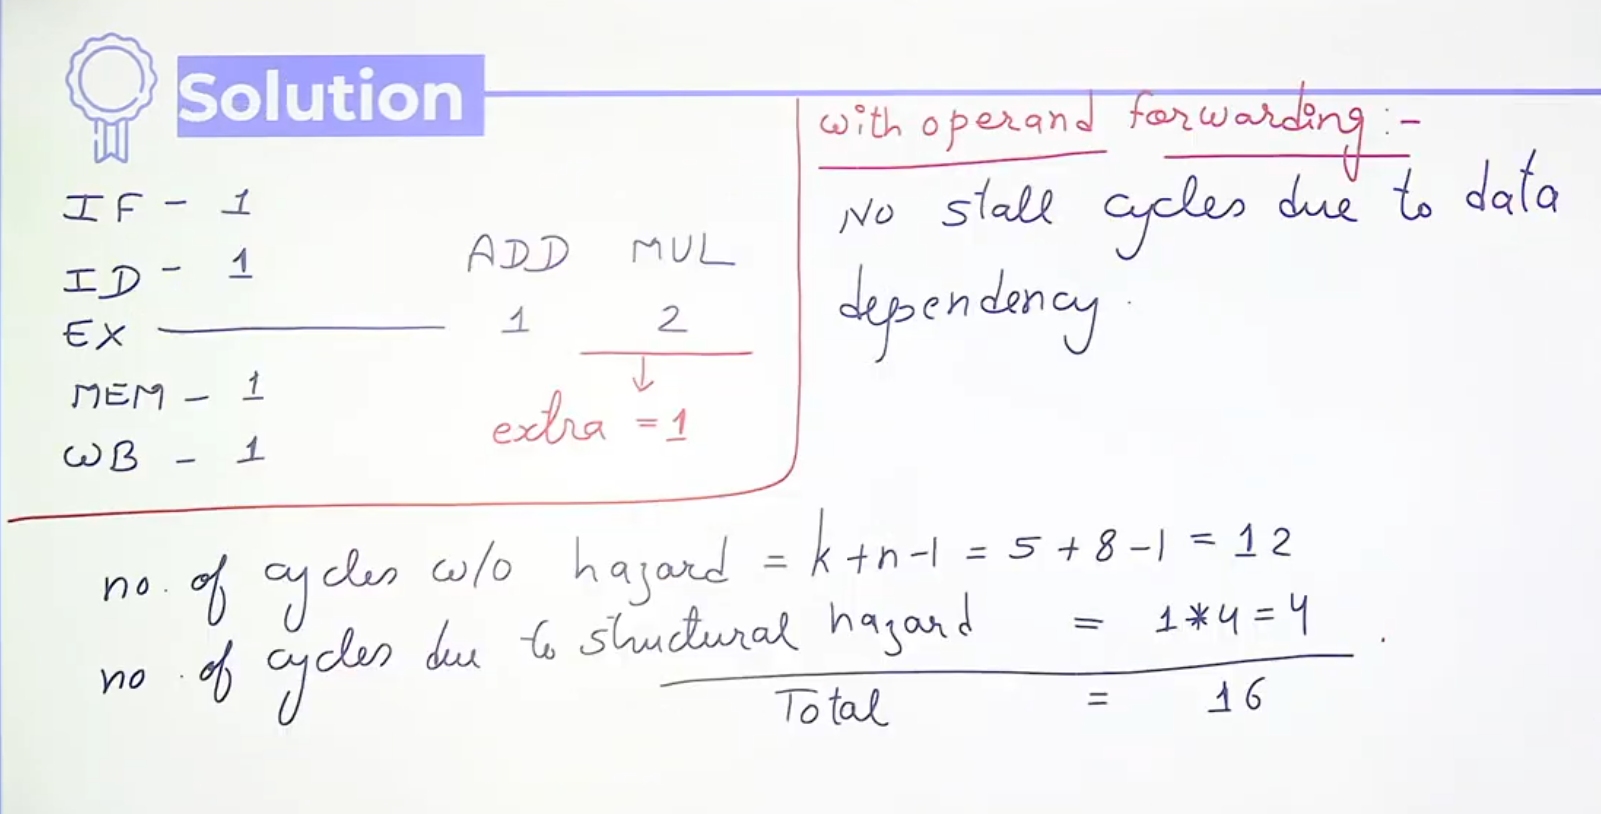 Solution
IF - 1
ID - 1
EX
MEM - 1
WB - 1
ADD MUL
1 2
extra = 1
with operand forwarding :-
No stall cycles due to data
dependency.
no. of cycles w/o hazard = k+n-1 = 5+8-1 = 12
no. of cycles due to structural hazard = 1*4 = 4
Total = 16